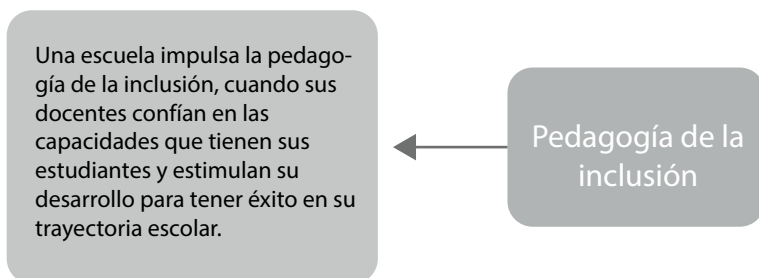 Una escuela impulsa la pedago-
gía de la inclusión, cuando sus
docentes confían en las
capacidades que tienen sus
estudiantes y estimulan su
desarrollo para tener éxito en su
trayectoria escolar.
Pedagogía de la
inclusión